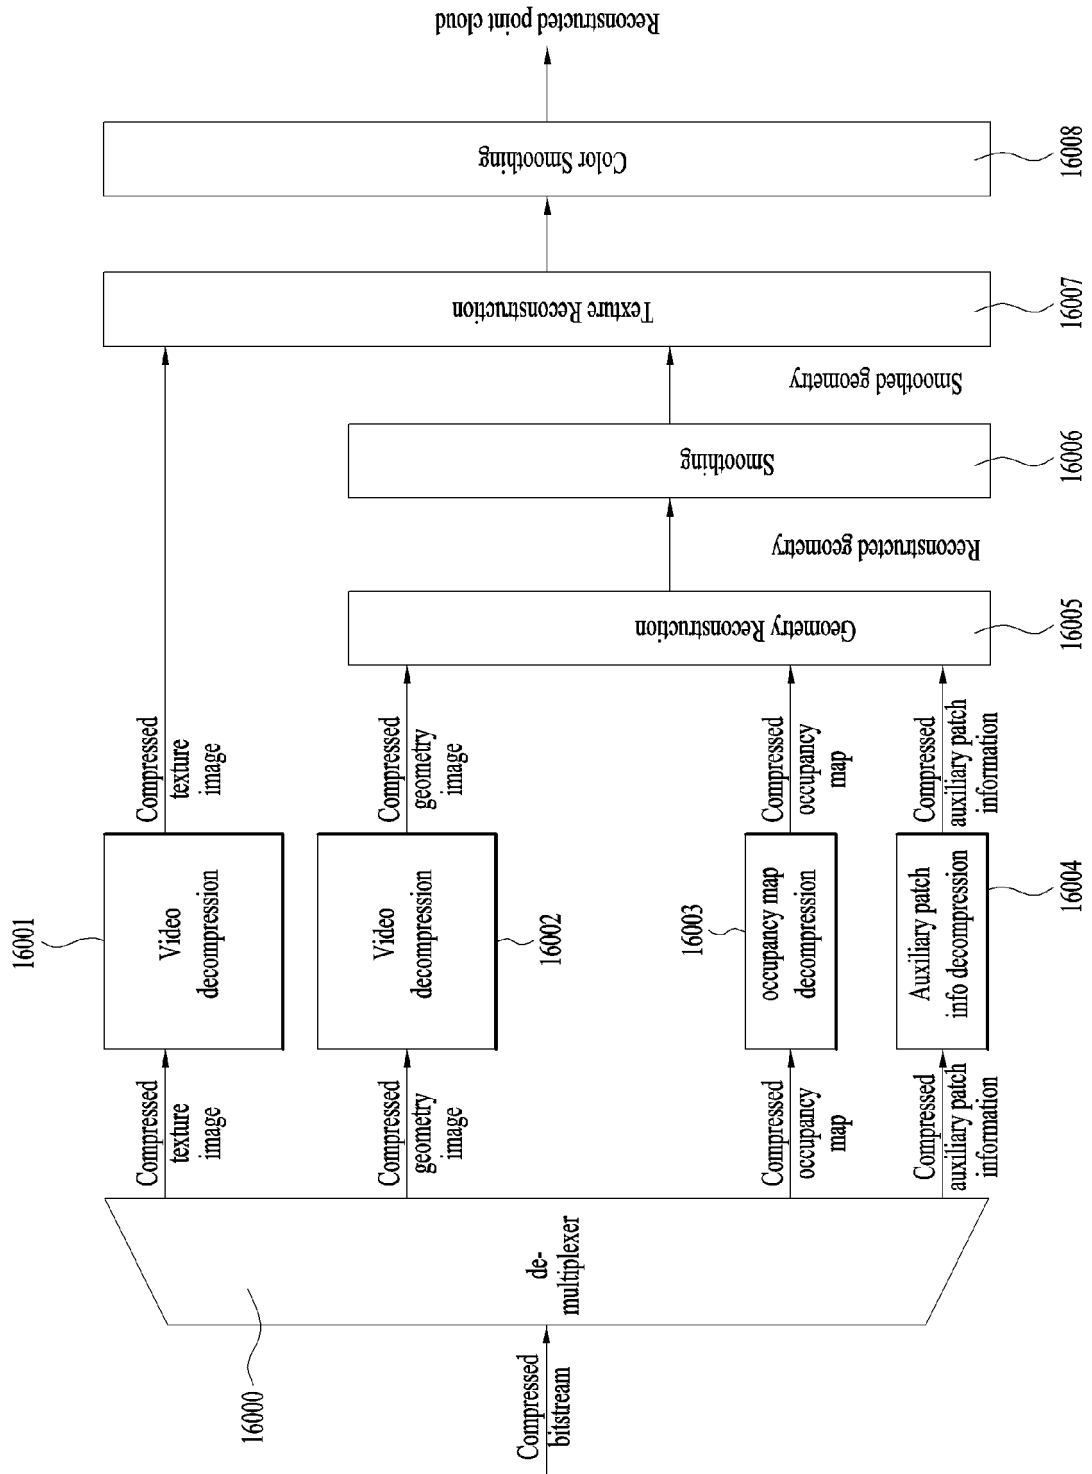 Compressed
bitstream
16000
de-
multiplexer
Compressed
texture
image
Compressed
geometry
image
Compressed
occupancy
map
Compressed
auxiliary patch
information
16001
Video
decompression
Video
decompression
16002
16003
occupancy map
decompression
Auxiliary patch
info decompression
16004
Compressed
texture
image
Compressed
geometry
image
Compressed
occupancy
map
Compressed
auxiliary patch
information
Geometry Reconstruction
16005
Reconstructed geometry
Smoothing
16006
Smoothed geometry
Texture Reconstruction
16007
Color Smoothing
16008
Reconstructed point cloud